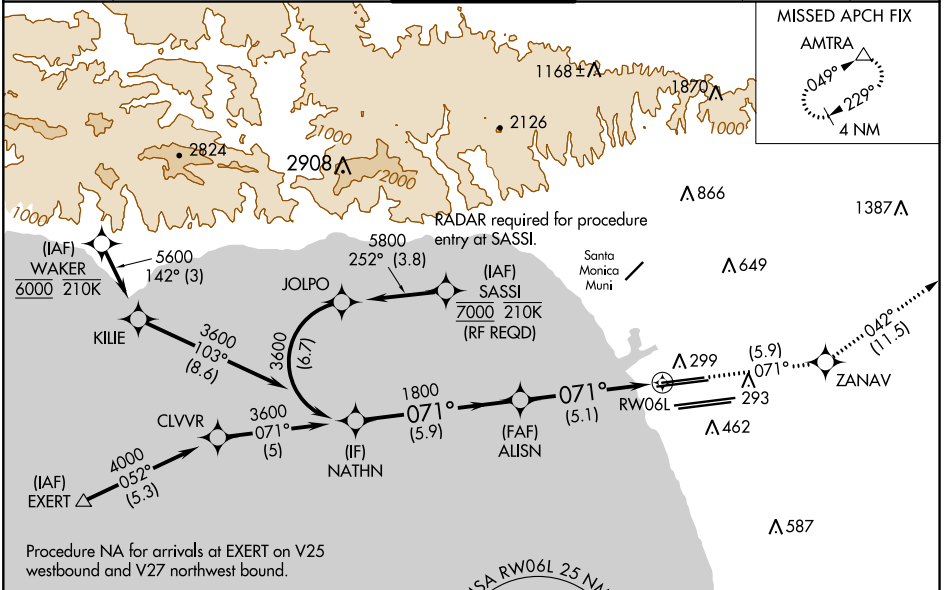 MISSED APCH FIX
AMTRA
049°
229°
4 NM
1168±
1870
1000
1000
2126
2824
2908
2000
1000
866
1387
RADAR required for procedure
entry at SASSI.
(IAF)
WAKER
6000 210K
5600
142° (3)
5800
252° (3.8)
(IAF)
SASSI
7000 210K
(RF REQD)
Santa
Monica
Muni
649
JOLPO
KILIE
3600
103°
(8.6)
3600
(6.7)
042°
(11.5)
299
(5.9)
071°
ZANAV
RW06L
293
462
CLVVR
3600
071°
(5)
1800
071°
(5.9)
071°
(5.1)
(IF)
NATHN
(FAF)
ALISN
4000
052°
(5.3)
(IAF)
EXERT
587
Procedure NA for arrivals at EXERT on V25
westbound and V27 northwest bound.
SA RW06L 25 NM